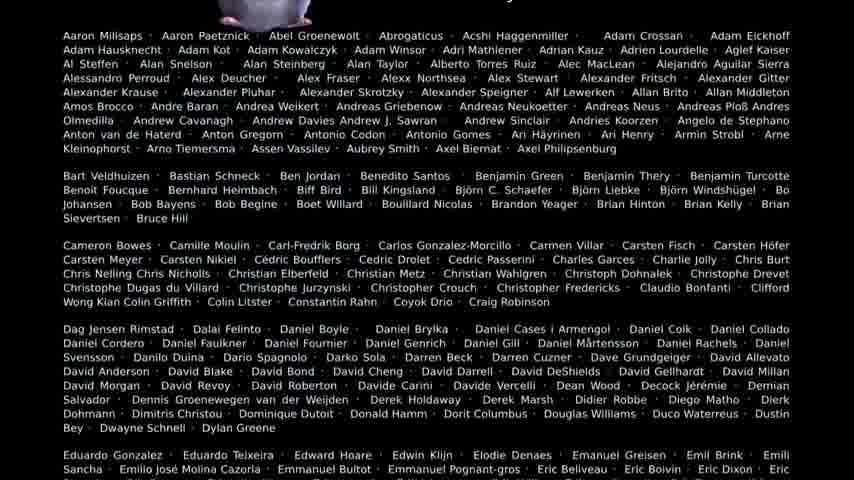 Aaron Millsaps · Aaron Paetznick · Abel Groenewolt · Abrogaticus · Acshi Haggenmiller · Adam Crossan · Adam Eickhoff
Adam Hausknecht · Adam Kot · Adam Kowalczyk · Adam Winsor · Adri Mathlener · Adrian Kauz · Adrien Lourdelle · Aglef Kaiser
Al Steffen · Alan Snelson · Alan Steinberg · Alan Taylor · Alberto Torres Ruiz · Alec MacLean · Alejandro Aguilar Sierra
Alessandro Perroud · Alex Deucher · Alex Fraser · Alexx Northsea · Alex Stewart · Alexander Fritsch · Alexander Gitter
Alexander Krause · Alexander Pluhar · Alexander Skrotzky · Alexander Speigner · Alf Lewerken · Allan Brito · Allan Middleton
Amos Brocco · Andre Baran · Andrea Weikert · Andreas Griebenow · Andreas Neukoetter · Andreas Neus · Andreas Ploß Andres
Olmedilla · Andrew Cavanagh · Andrew Davies Andrew J. Sawran · Andrew Sinclair · Andries Koorzen · Angelo de Stephano
Anton van de Haterd · Anton Gregorn · Antonio Codon · Antonio Gomes · Ari Häyrinen · Ari Henry · Armin Strobl · Arne
Kleinophorst · Arno Tiemersma · Assen Vassilev · Aubrey Smith · Axel Biernat · Axel Philipsenburg
Bart Veldhuizen · Bastian Schneck · Ben Jordan · Benedito Santos · Benjamin Green · Benjamin Thery · Benjamin Turcotte
Benoit Foucque · Bernhard Heimbach · Biff Bird · Bill Kingsland · Björn C. Schaefer · Björn Liebke · Björn Windshügel · Bo
Johansen · Bob Bayens · Bob Begine · Boet Willard · Bouillard Nicolas · Brandon Yeager · Brian Hinton · Brian Kelly · Brian
Sievertsen · Bruce Hill
Cameron Bowes · Camille Moulin · Carl-Fredrik Borg · Carlos Gonzalez-Morcillo · Carmen Villar · Carsten Fisch · Carsten Höfer
Carsten Meyer · Carsten Nikiel · Cédric Boufflers · Cedric Drolet · Cedric Passerini · Charles Garces · Charlie Jolly · Chris Burt
Chris Nelling Chris Nicholls · Christian Elberfeld · Christian Metz · Christian Wahlgren · Christoph Dohnalek · Christophe Drevet
Christophe Dugas du Villard · Christophe Jurzynski · Christopher Crouch · Christopher Fredericks · Claudio Bonfanti · Clifford
Wong Kian Colin Griffith · Colin Litster · Constantin Rahn · Coyok Drio · Craig Robinson
Dag Jensen Rimstad · Dalai Felinto · Daniel Boyle · Daniel Brylka · Daniel Cases i Armengol · Daniel Colk · Daniel Collado
Daniel Cordero · Daniel Faulkner · Daniel Fournier · Daniel Genrich · Daniel Gill · Daniel Mårtensson · Daniel Rachels · Daniel
Svensson · Danilo Duina · Dario Spagnolo · Darko Sola · Darren Beck · Darren Cuzner · Dave Grundgeiger · David Allevato
David Anderson · David Blake · David Bond · David Cheng · David Darrell · David DeShields · David Gellhardt · David Millan
David Morgan · David Revoy · David Roberton · Davide Carini · Davide Vercelli · Dean Wood · Decock Jérémie · Demian
Salvador · Dennis Groenewegen van der Weijden · Derek Holdaway · Derek Marsh · Didier Robbe · Diego Matho · Dierk
Dohmann · Dimitris Christou · Dominique Dutoit · Donald Hamm · Dorit Columbus · Douglas Williams · Duco Waterreus · Dustin
Bey · Dwayne Schnell · Dylan Greene
Eduardo Gonzalez · Eduardo Teixeira · Edward Hoare · Edwin Klijn · Elodie Denaes · Emanuel Greisen · Emil Brink · Emili
Sancha · Emilio José Molina Cazorla · Emmanuel Bultot · Emmanuel Pognant-gros · Eric Beliveau · Eric Boivin · Eric Dixon · Eric